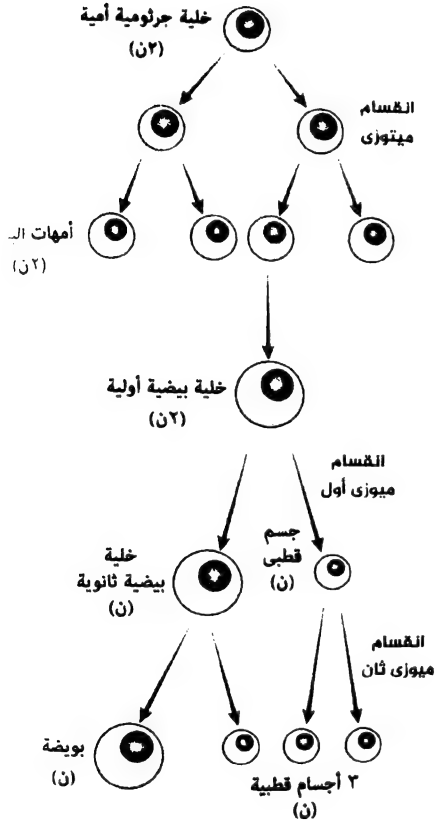 خلية جرثومية أمية
(٢ن)
انقسام
ميتوزى
أمهات
(٢ن)
خلية بيضية أولية
(٢ن)
انقسام
ميوزى أول
جسم
قطبى
(ن)
خلية
بيضية ثانوية
(ن)
انقسام
ميوزى ثان
بويضة
(ن)
٣ أجسام قطبية
(ن)